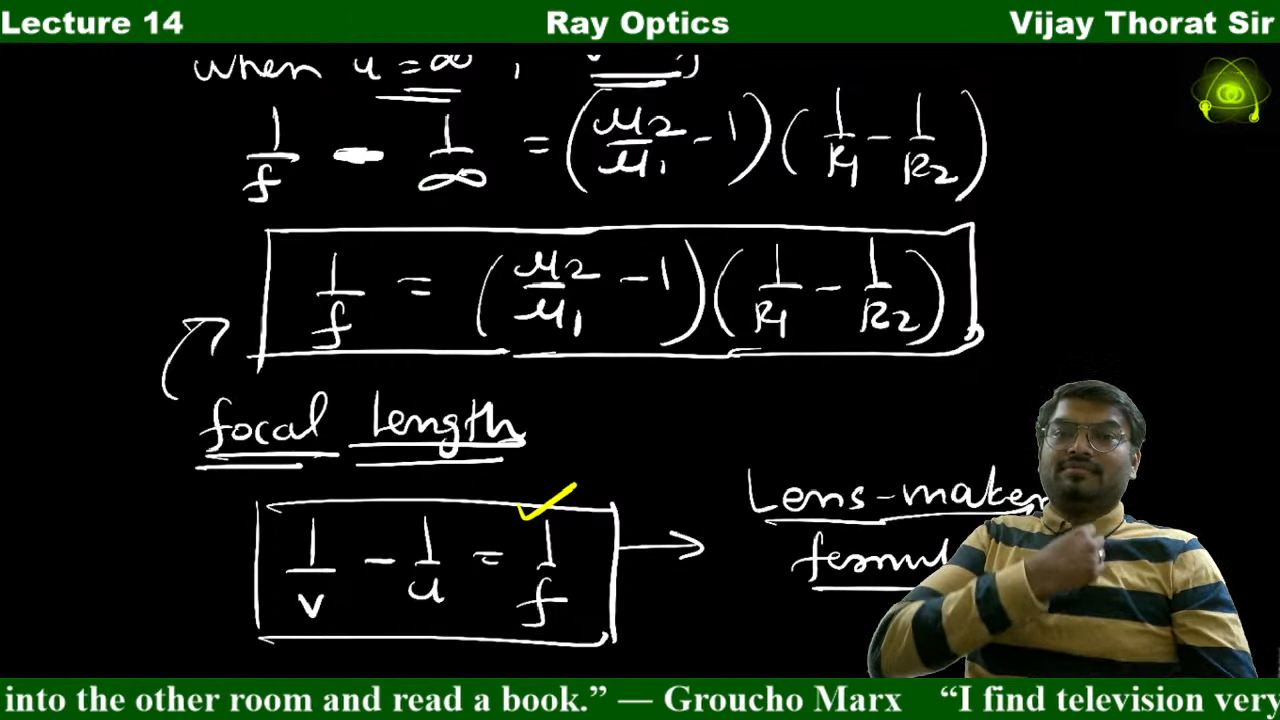 Lecture 14 Ray Optics Vijay Thorat Sir
when u = ∞ ,
1/f - 1/∞ = (μ2/μ1 - 1)(1/R1 - 1/R2)
1/f = (μ2/μ1 - 1)(1/R1 - 1/R2)
focal length
1/v - 1/u = 1/f
Lens-maker
into the other room and read a book.” — Groucho Marx “I find television very